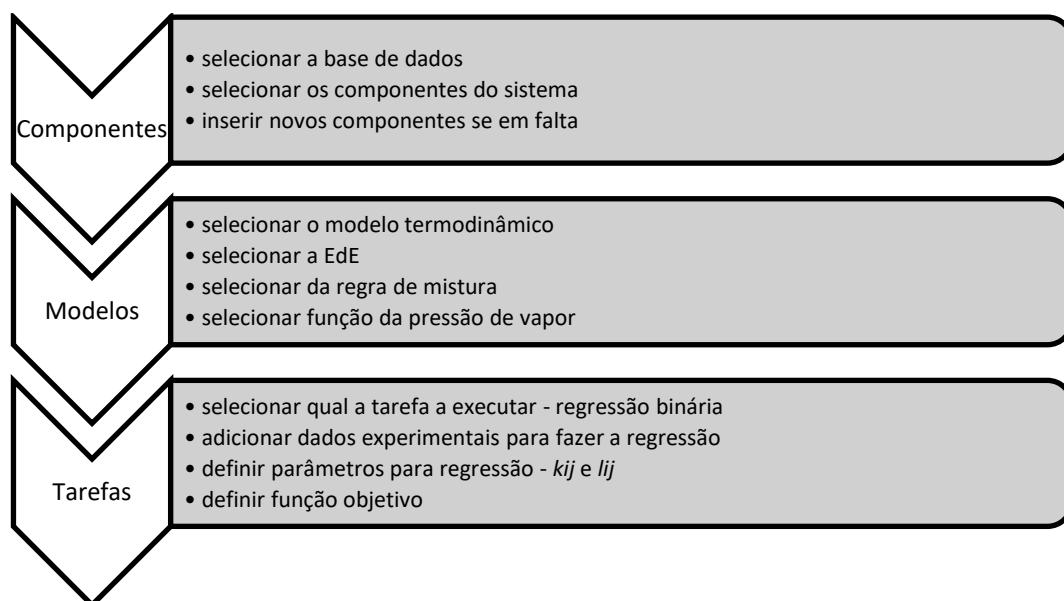 Componentes
• selecionar a base de dados
• selecionar os componentes do sistema
• inserir novos componentes se em falta
Modelos
• selecionar o modelo termodinâmico
• selecionar a EdE
• selecionar da regra de mistura
• selecionar função da pressão de vapor
Tarefas
• selecionar qual a tarefa a executar - regressão binária
• adicionar dados experimentais para fazer a regressão
• definir parâmetros para regressão - kij e lij
• definir função objetivo